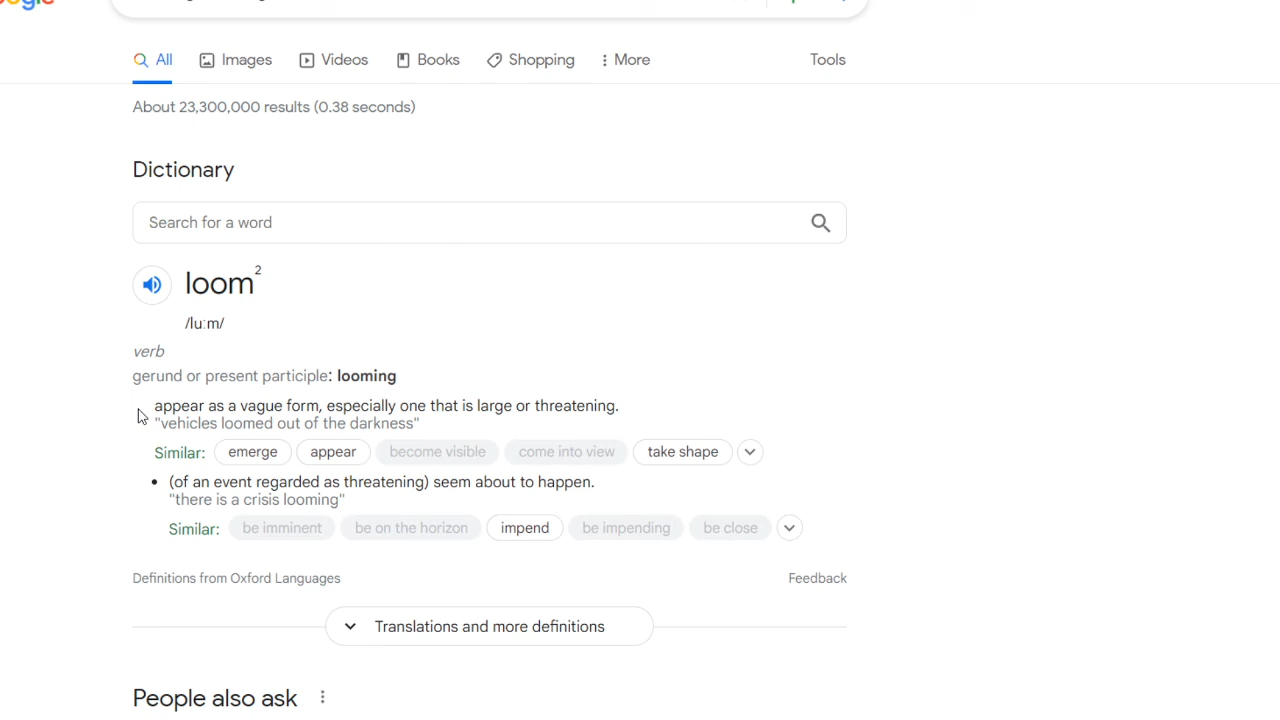 All Images Videos Books Shopping More Tools
About 23,300,000 results (0.38 seconds)
Dictionary
Search for a word
loom²
/luːm/
verb
gerund or present participle: looming
appear as a vague form, especially one that is large or threatening.
"vehicles loomed out of the darkness"
Similar: emerge appear become visible come into view take shape
• (of an event regarded as threatening) seem about to happen.
"there is a crisis looming"
Similar: be imminent be on the horizon impend be impending be close
Definitions from Oxford Languages Feedback
Translations and more definitions
People also ask